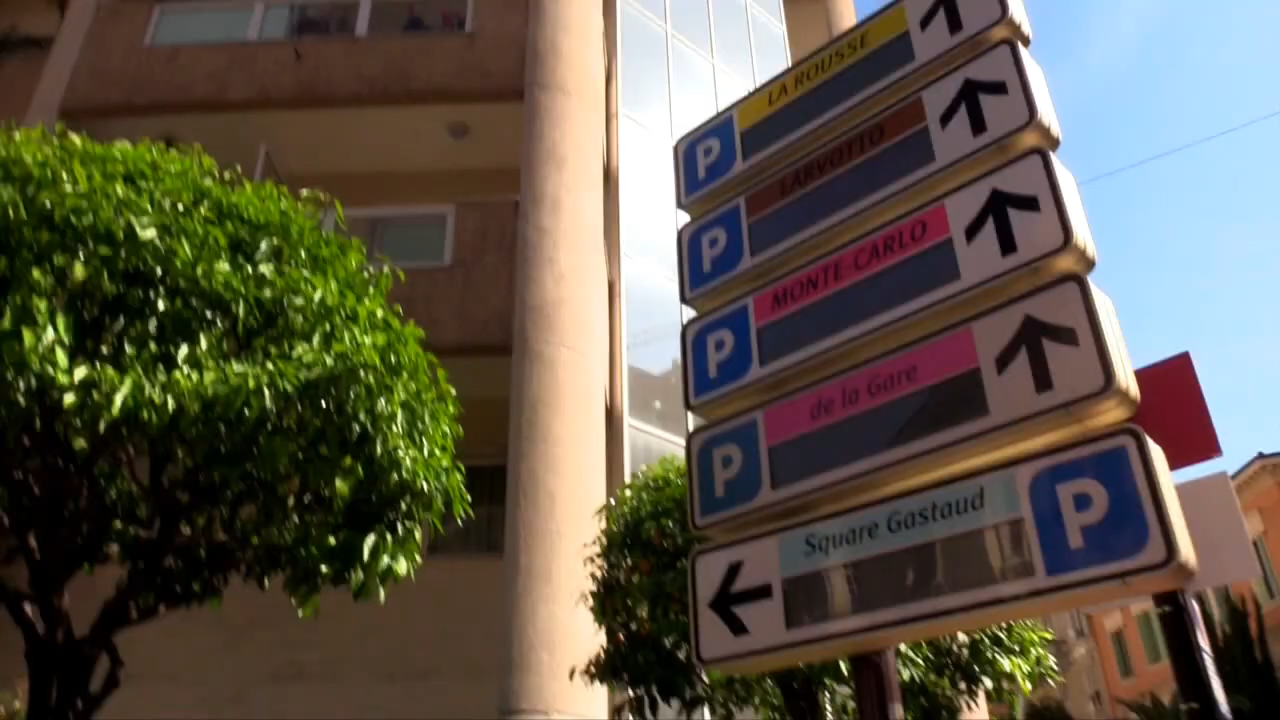 P LA ROUSSE
P LARVOTTO
P MONTE CARLO
P de la Gare
Square Gastaud P